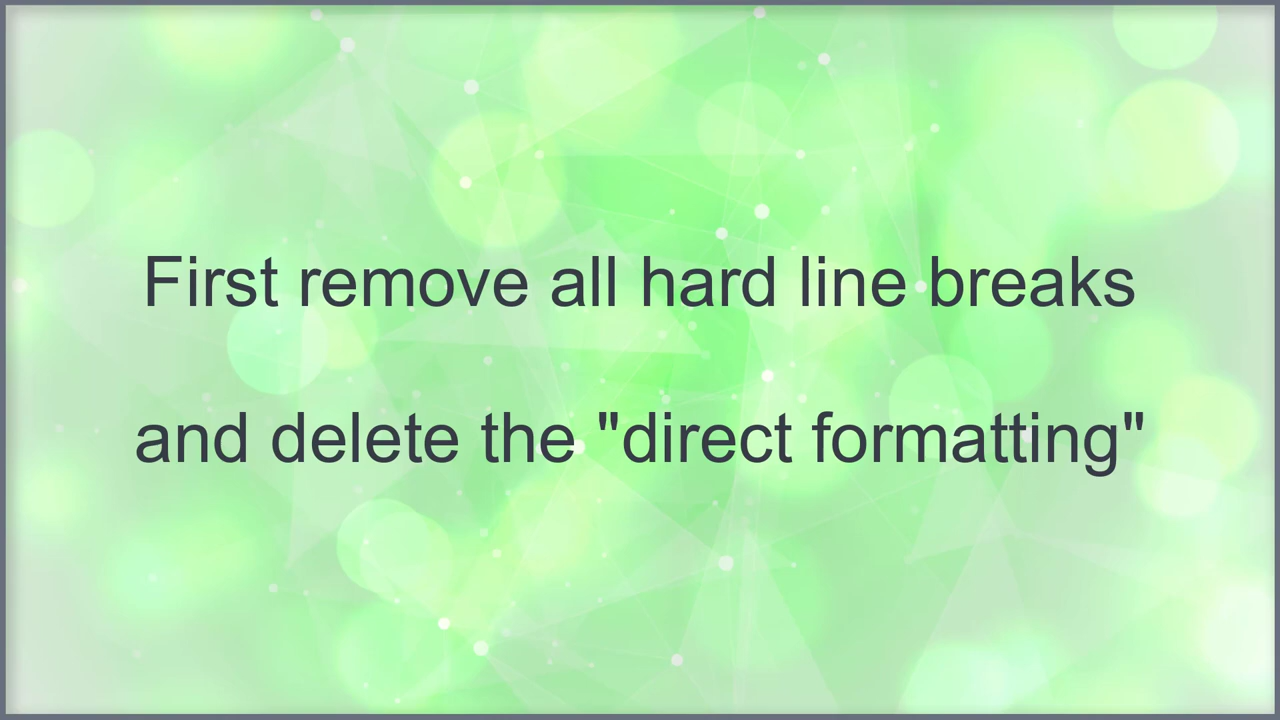 First remove all hard line breaks
and delete the "direct formatting"